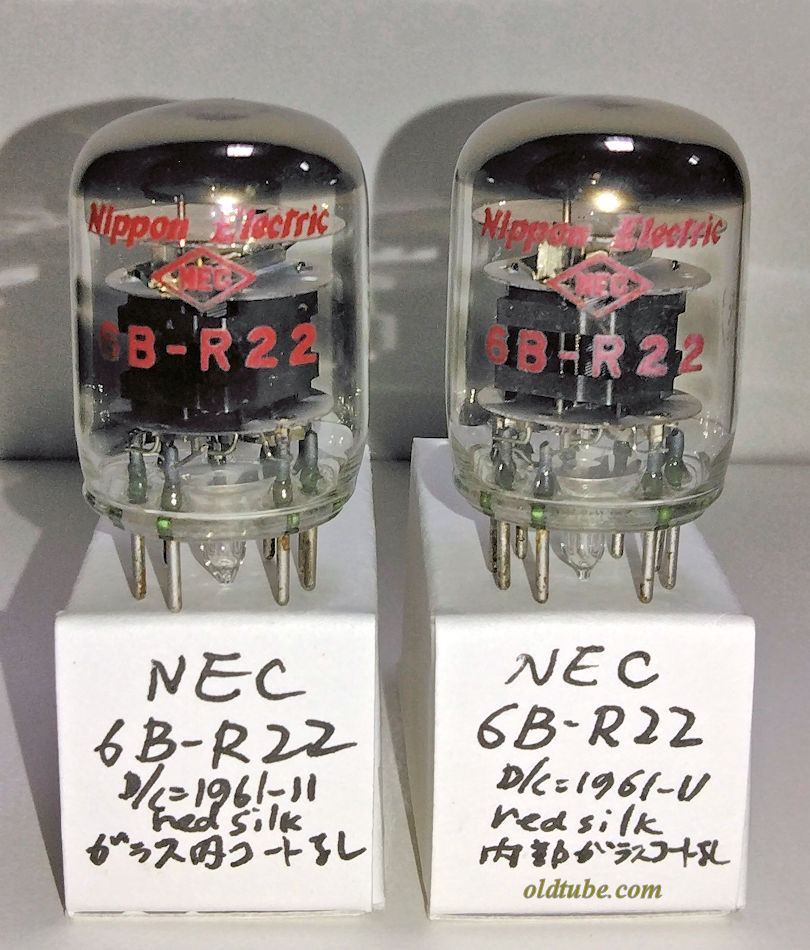 Nippon Electric
NEC
6B-R22
Nippon Electric
NEC
6B-R22
NEC
6B-R22
D/C=1961-11
red silk
ガラス内コートなし
NEC
6B-R22
D/C=1961-11
red silk
内部ガラスコートなし
oldtube.com